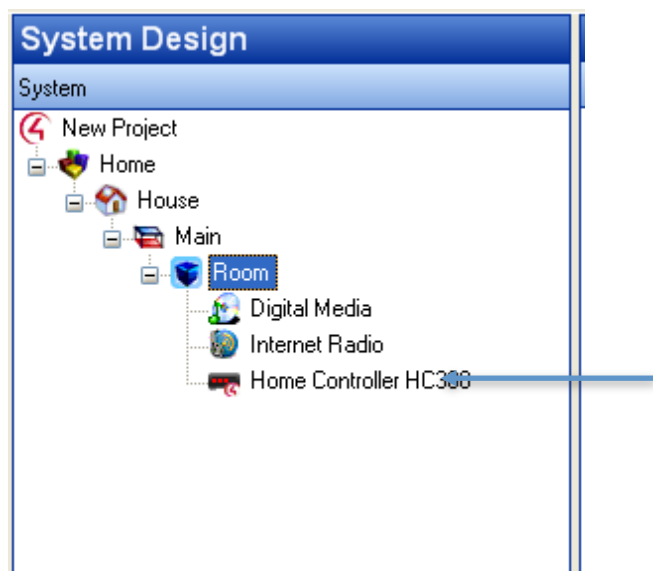 System Design
System
New Project
Home
House
Main
Room
Digital Media
Internet Radio
Home Controller HC300